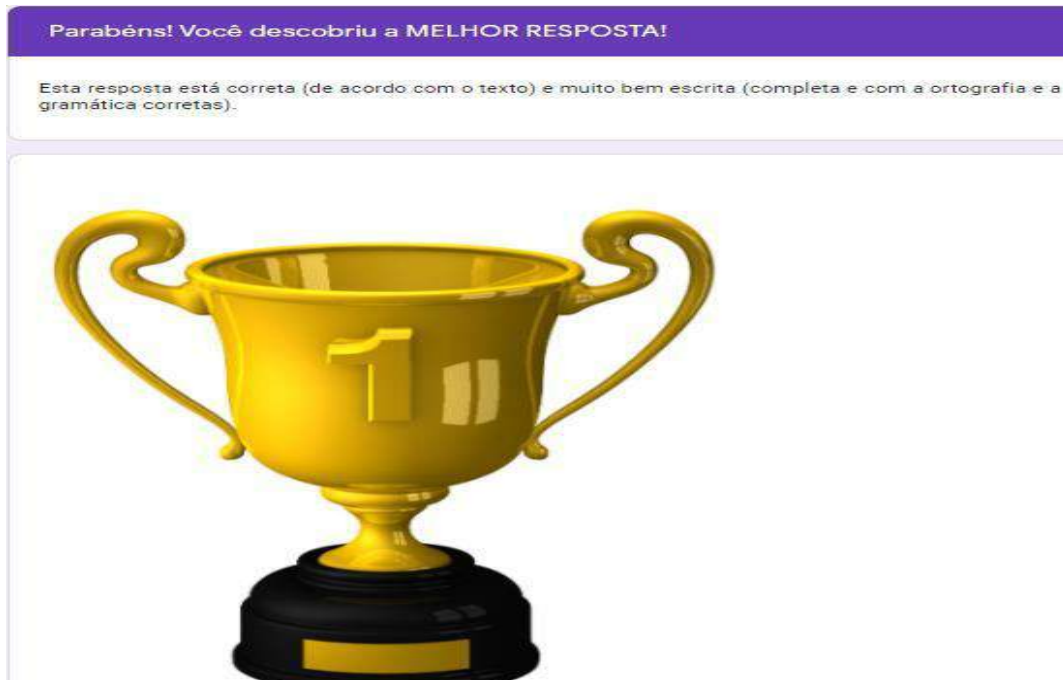 Parabéns! Você descobriu a MELHOR RESPOSTA!
Esta resposta está correta (de acordo com o texto) e muito bem escrita (completa e com a ortografia e a
gramática corretas).
1